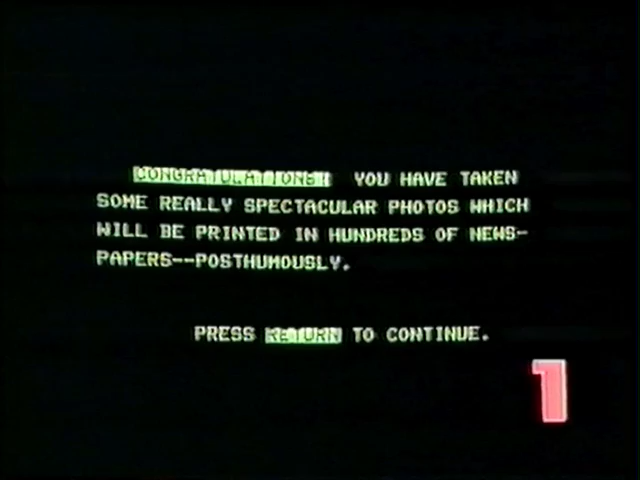 CONGRATULATIONS! YOU HAVE TAKEN
SOME REALLY SPECTACULAR PHOTOS WHICH
WILL BE PRINTED IN HUNDREDS OF NEWS-
PAPERS--POSTHUMOUSLY.
PRESS RETURN TO CONTINUE.
1